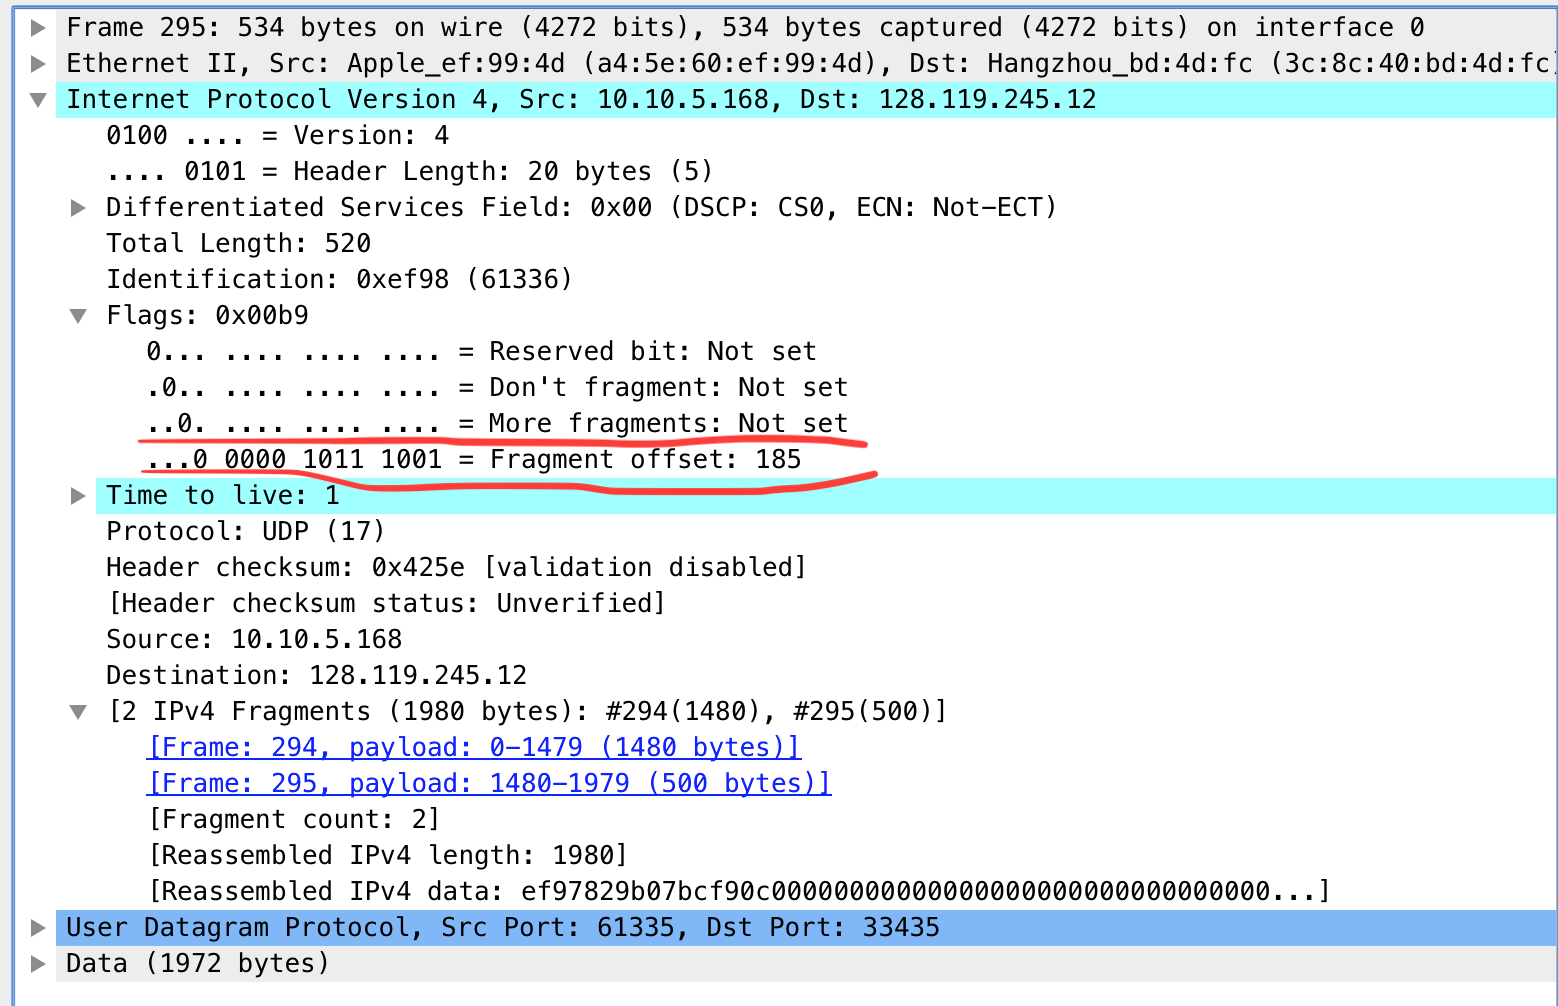 Frame 295: 534 bytes on wire (4272 bits), 534 bytes captured (4272 bits) on interface 0
Ethernet II, Src: Apple_ef:99:4d (a4:5e:60:ef:99:4d), Dst: Hangzhou_bd:4d:fc (3c:8c:40:bd:4d:fc)
Internet Protocol Version 4, Src: 10.10.5.168, Dst: 128.119.245.12
0100 .... = Version: 4
.... 0101 = Header Length: 20 bytes (5)
Differentiated Services Field: 0x00 (DSCP: CS0, ECN: Not-ECT)
Total Length: 520
Identification: 0xef98 (61336)
Flags: 0x00b9
0... .... .... .... = Reserved bit: Not set
.0.. .... .... .... = Don't fragment: Not set
..0. .... .... .... = More fragments: Not set
...0 0000 1011 1001 = Fragment offset: 185
Time to live: 1
Protocol: UDP (17)
Header checksum: 0x425e [validation disabled]
[Header checksum status: Unverified]
Source: 10.10.5.168
Destination: 128.119.245.12
[2 IPv4 Fragments (1980 bytes): #294(1480), #295(500)]
[Frame: 294, payload: 0-1479 (1480 bytes)]
[Frame: 295, payload: 1480-1979 (500 bytes)]
[Fragment count: 2]
[Reassembled IPv4 length: 1980]
[Reassembled IPv4 data: ef97829b07bcf90c00000000000000000000000000000000...]
User Datagram Protocol, Src Port: 61335, Dst Port: 33435
Data (1972 bytes)